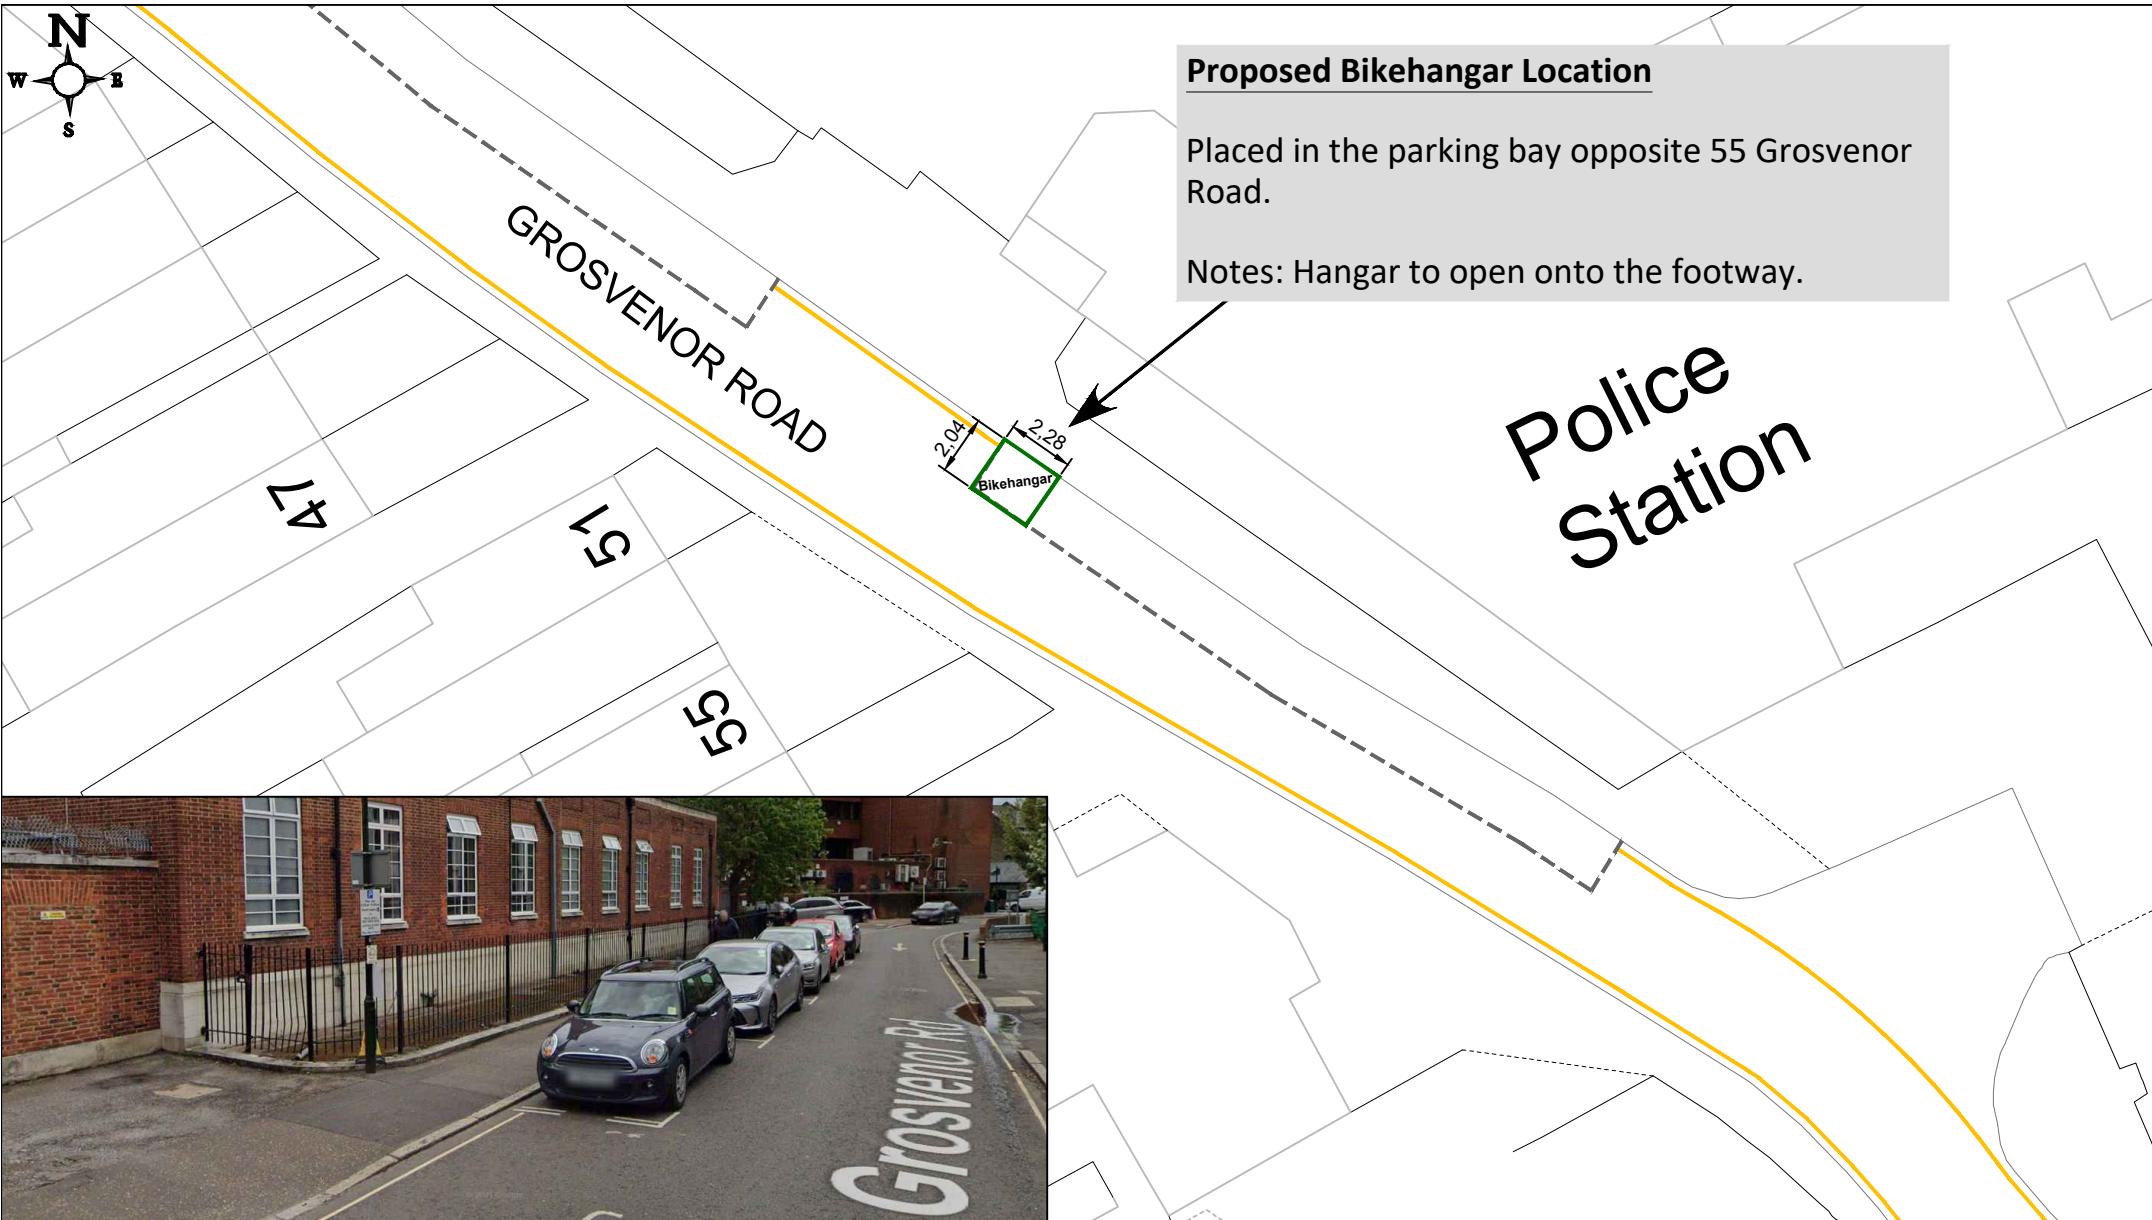 N
W
E
S
Proposed Bikehangar Location
Placed in the parking bay opposite 55 Grosvenor
Road.
Notes: Hangar to open onto the footway.
GROSVENOR ROAD
2,04
2,28
Bikehangar
Police
Station
47
51
55
Grosvenor Rd